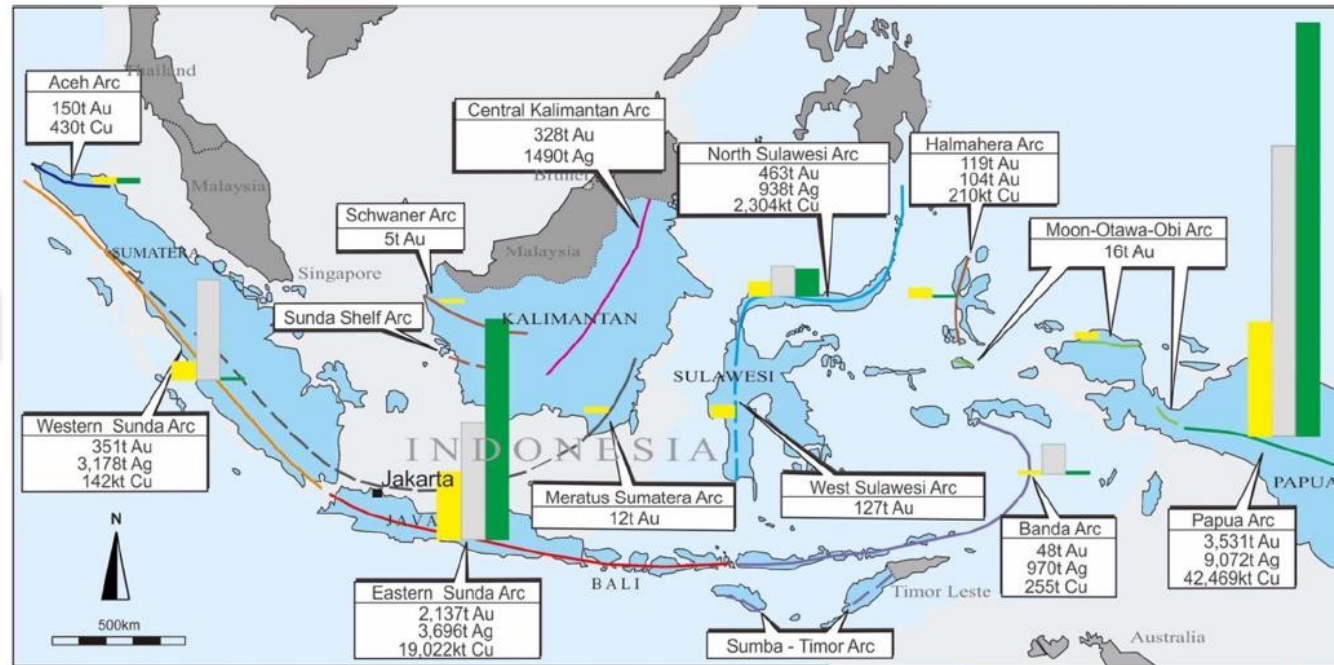 Aceh Arc
150t Au
430t Cu
Thailand
Malaysia
SUMATERA
Singapore
Western Sunda Arc
351t Au
3,178t Ag
142kt Cu
N
500km
Jakarta
JAVA
Eastern Sunda Arc
2,137t Au
3,696t Ag
19,022kt Cu
BALI
INDONESIA
Schwaner Arc
5t Au
Sunda Shelf Arc
Central Kalimantan Arc
328t Au
1490t Ag
Malaysia
KALIMANTAN
Meratus Sumatera Arc
12t Au
North Sulawesi Arc
463t Au
938t Ag
2,304kt Cu
SULAWESI
West Sulawesi Arc
127t Au
Halmahera Arc
119t Au
104t Au
210kt Cu
Moon-Otawa-Obi Arc
16t Au
Banda Arc
48t Au
970t Ag
255t Cu
Papua Arc
3,531t Au
9,072t Ag
42,469kt Cu
PAPUA
Timor Leste
Sumba - Timor Arc
Australia